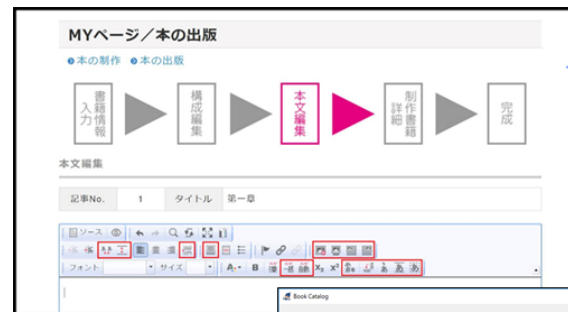 MYページ／本の出版
本の制作 本の出版
書籍情報入力 構成編集 本文編集 制作書籍詳細 完成
本文編集
記事No. 1 タイトル 第一章
ソース
フォント サイズ A B X₂ X²
Book Catalog